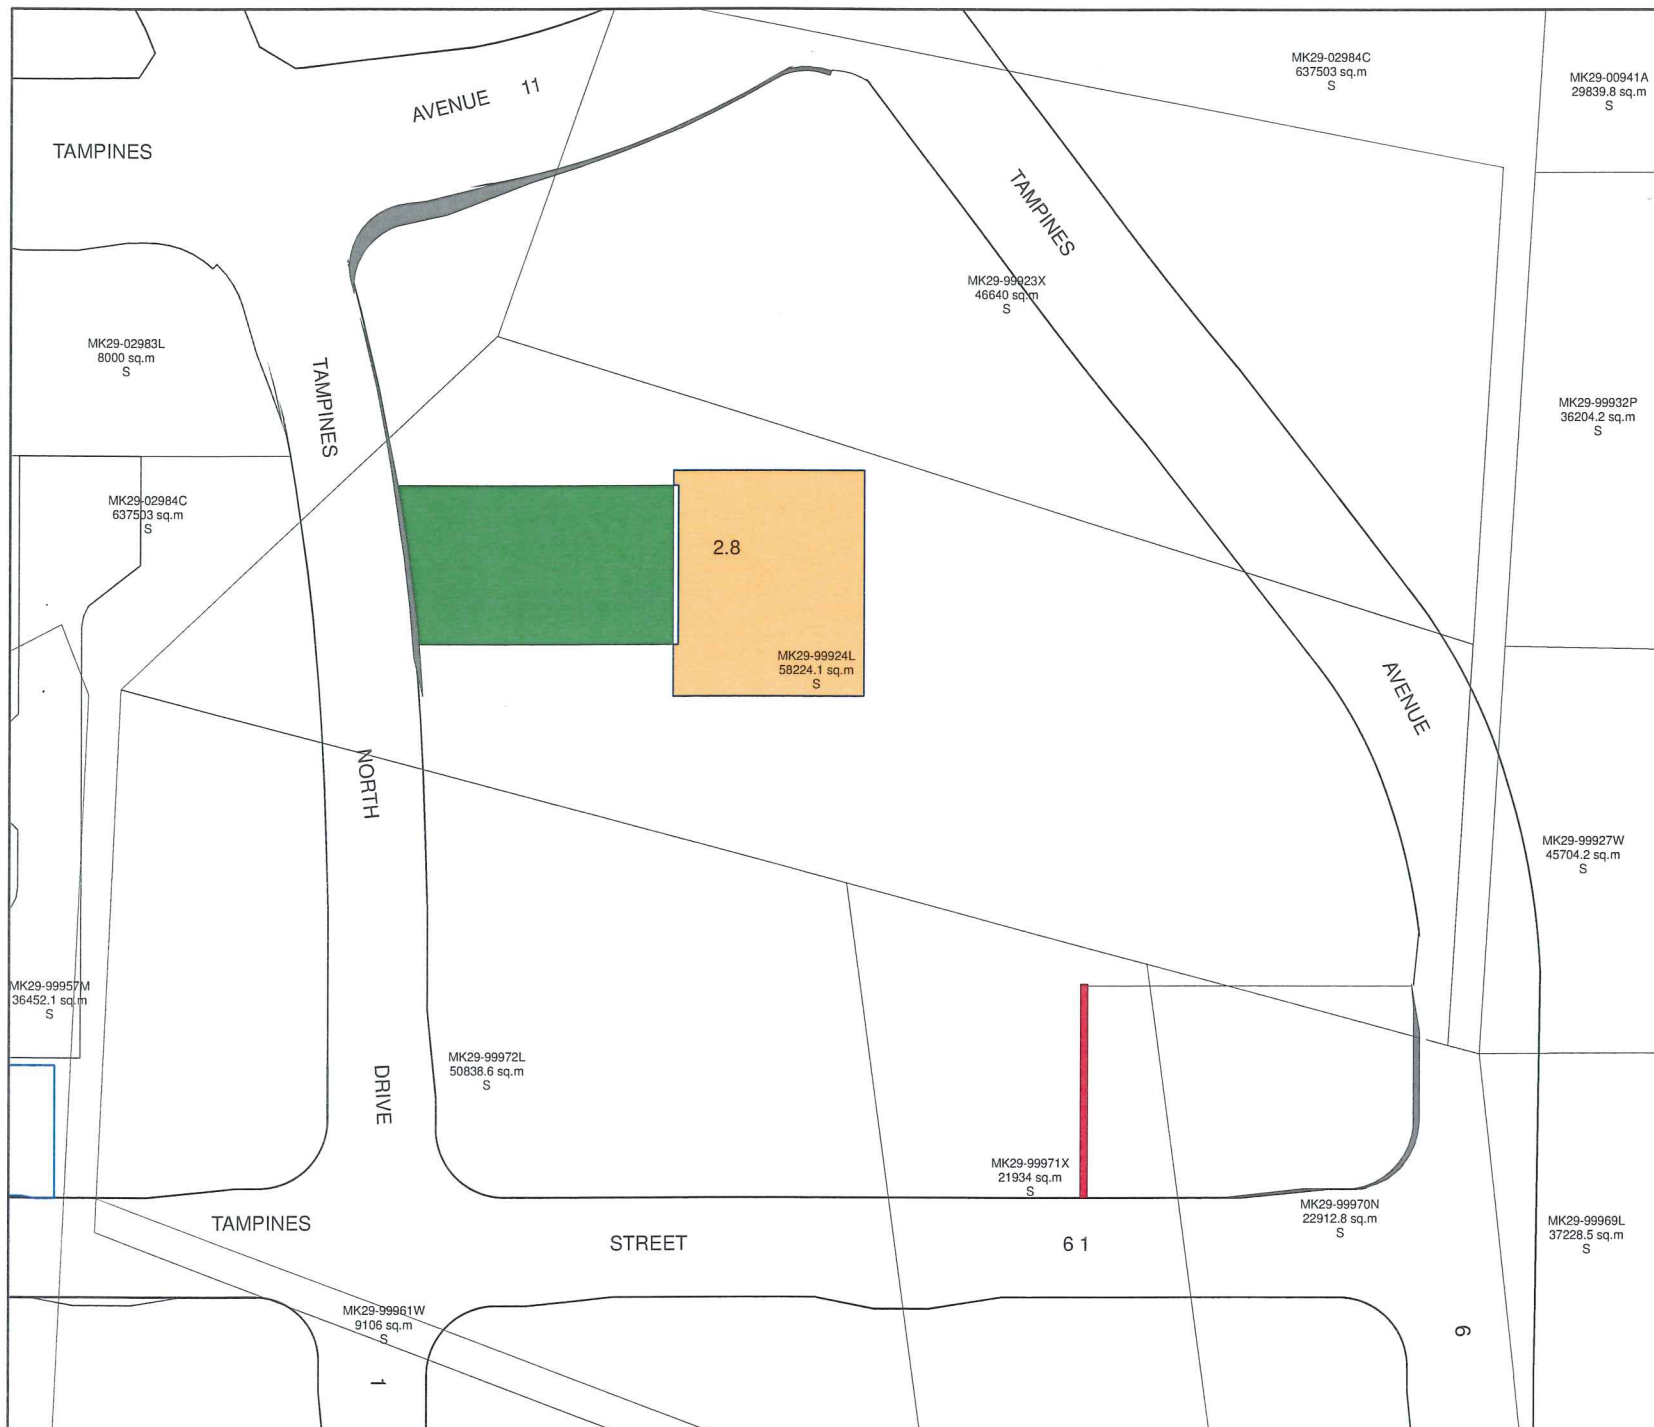 MK29-02984C
637503 sq.m
S
MK29-00941A
29839.8 sq.m
S
AVENUE 11
TAMPINES
TAMPINES
MK29-99923X
46640 sq.m
S
MK29-02983L
8000 sq.m
S
TAMPINES
MK29-99932P
36204.2 sq.m
S
MK29-02984C
637503 sq.m
S
2.8
MK29-99924L
58224.1 sq.m
S
AVENUE
NORTH
MK29-99927W
45704.2 sq.m
S
MK29-99957M
36452.1 sq.m
S
MK29-99972L
50838.6 sq.m
S
DRIVE
MK29-99971X
21934 sq.m
S
MK29-99970N
22912.8 sq.m
S
MK29-99969L
37228.5 sq.m
S
TAMPINES STREET 61
MK29-99961W
9106 sq.m
S
6
1